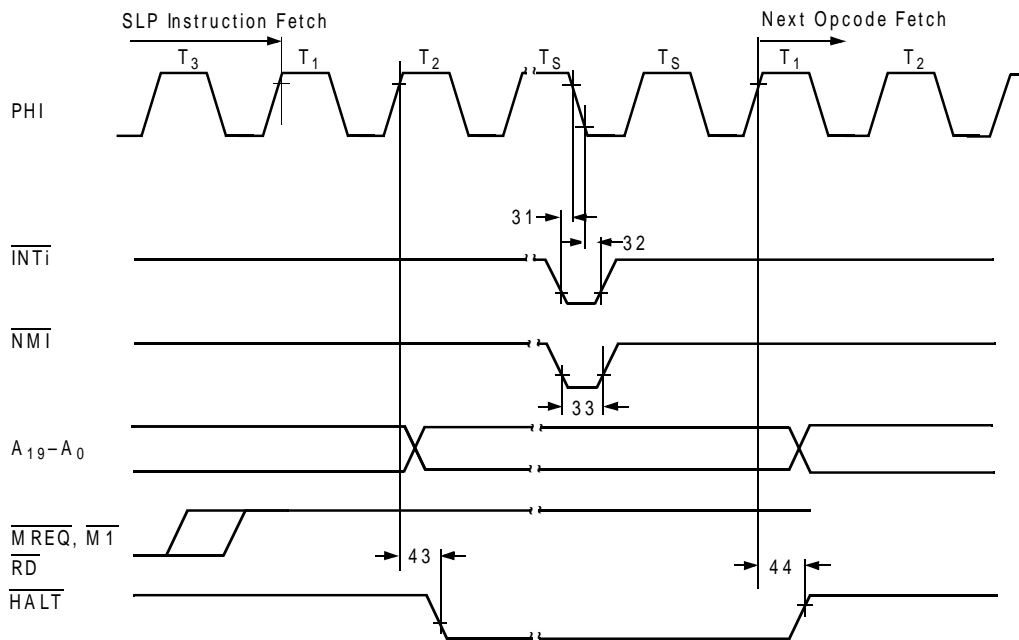 SLP Instruction Fetch
Next Opcode Fetch
T3 T1 T2 TS TS T1 T2
PHI
31
32
INTi
NMI
33
A19–A0
MREQ, M1
RD
43
44
HALT